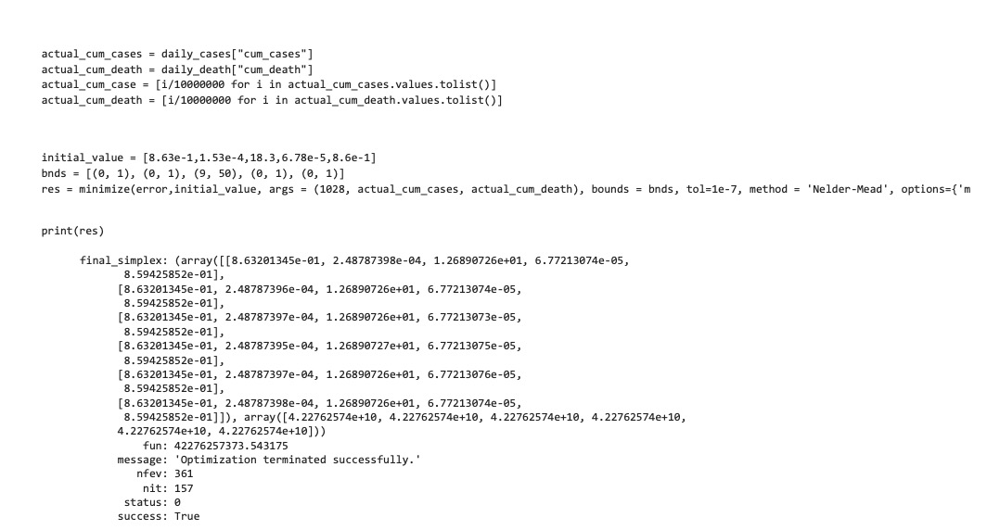 actual_cum_cases = daily_cases["cum_cases"]
actual_cum_death = daily_death["cum_death"]
actual_cum_case = [i/10000000 for i in actual_cum_cases.values.tolist()]
actual_cum_death = [i/10000000 for i in actual_cum_death.values.tolist()]
initial_value = [8.63e-1,1.53e-4,18.3,6.78e-5,8.6e-1]
bnds = [(0, 1), (0, 1), (9, 50), (0, 1), (0, 1)]
res = minimize(error,initial_value, args = (1028, actual_cum_cases, actual_cum_death), bounds = bnds, tol=1e-7, method = 'Nelder-Mead', options={'m
print(res)
final_simplex: (array([[8.63201345e-01, 2.48787398e-04, 1.26890726e+01, 6.77213074e-05,
8.59425852e-01],
[8.63201345e-01, 2.48787396e-04, 1.26890726e+01, 6.77213074e-05,
8.59425852e-01],
[8.63201345e-01, 2.48787397e-04, 1.26890726e+01, 6.77213073e-05,
8.59425852e-01],
[8.63201345e-01, 2.48787395e-04, 1.26890727e+01, 6.77213075e-05,
8.59425852e-01],
[8.63201345e-01, 2.48787397e-04, 1.26890726e+01, 6.77213076e-05,
8.59425852e-01],
[8.63201345e-01, 2.48787398e-04, 1.26890726e+01, 6.77213074e-05,
8.59425852e-01]]), array([4.22762574e+10, 4.22762574e+10, 4.22762574e+10, 4.22762574e+10,
4.22762574e+10, 4.22762574e+10]))
fun: 42276257373.543175
message: 'Optimization terminated successfully.'
nfev: 361
nit: 157
status: 0
success: True